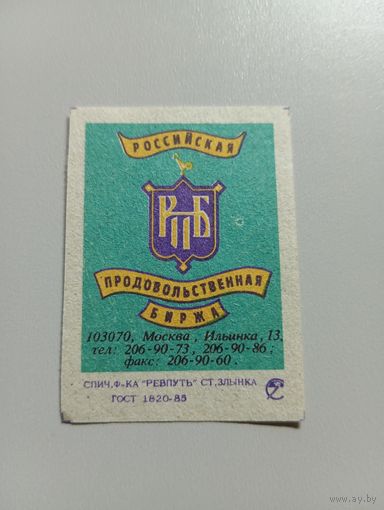 РОССИЙСКАЯ
РПБ
ПРОДОВОЛЬСТВЕННАЯ
БИРЖА
103070, Москва, Ильинка, 13,
тел: 206-90-73, 206-90-86;
факс: 206-90-60.
СПИЧ.Ф-КА "РЕВПУТЬ" СТ.ЗЛЫНКА
ГОСТ 1820-85
http://www.ay.by